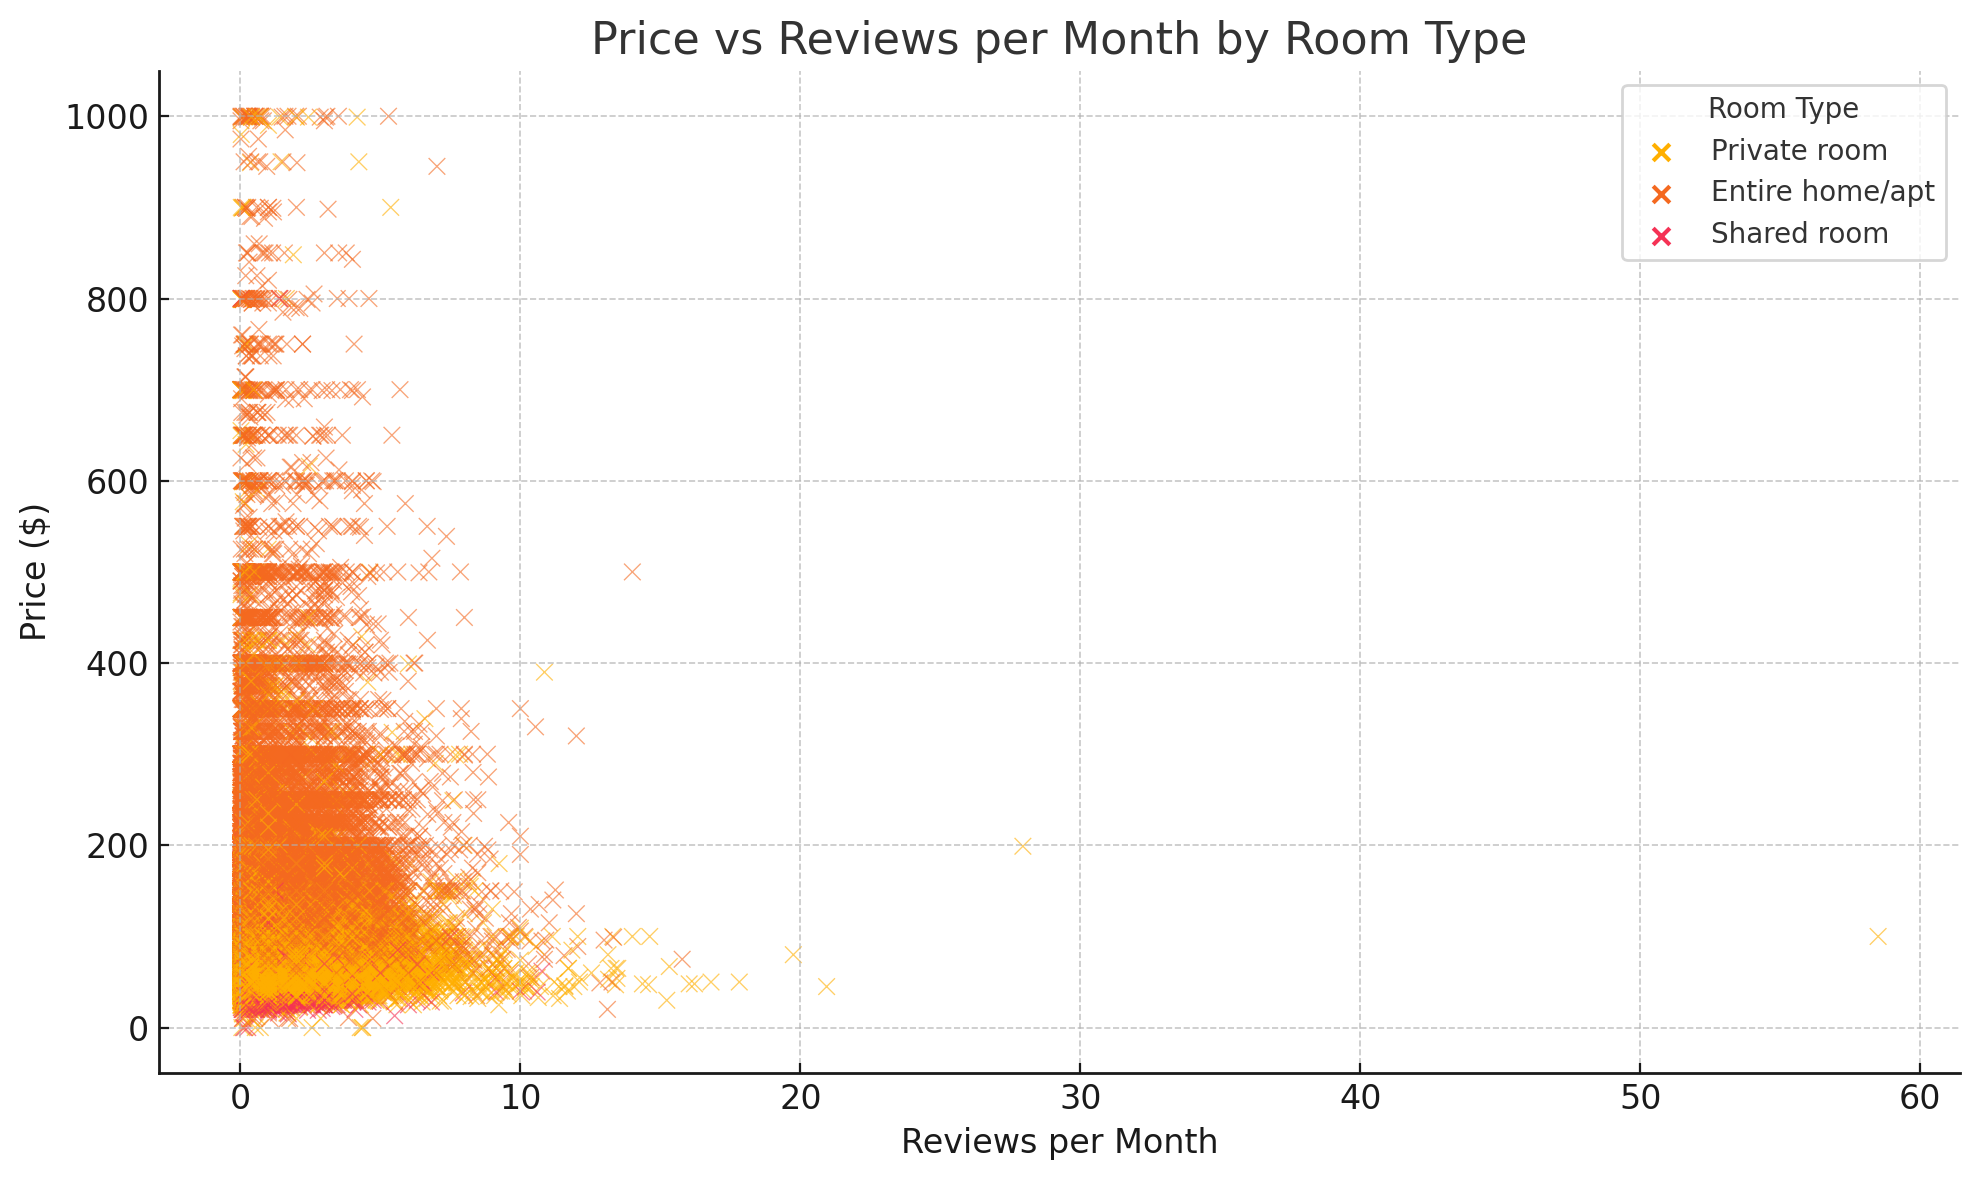 Price vs Reviews per Month by Room Type
Room Type
Private room
Entire home/apt
Shared room
Price ($)
1000
800
600
400
200
0
0 10 20 30 40 50 60
Reviews per Month